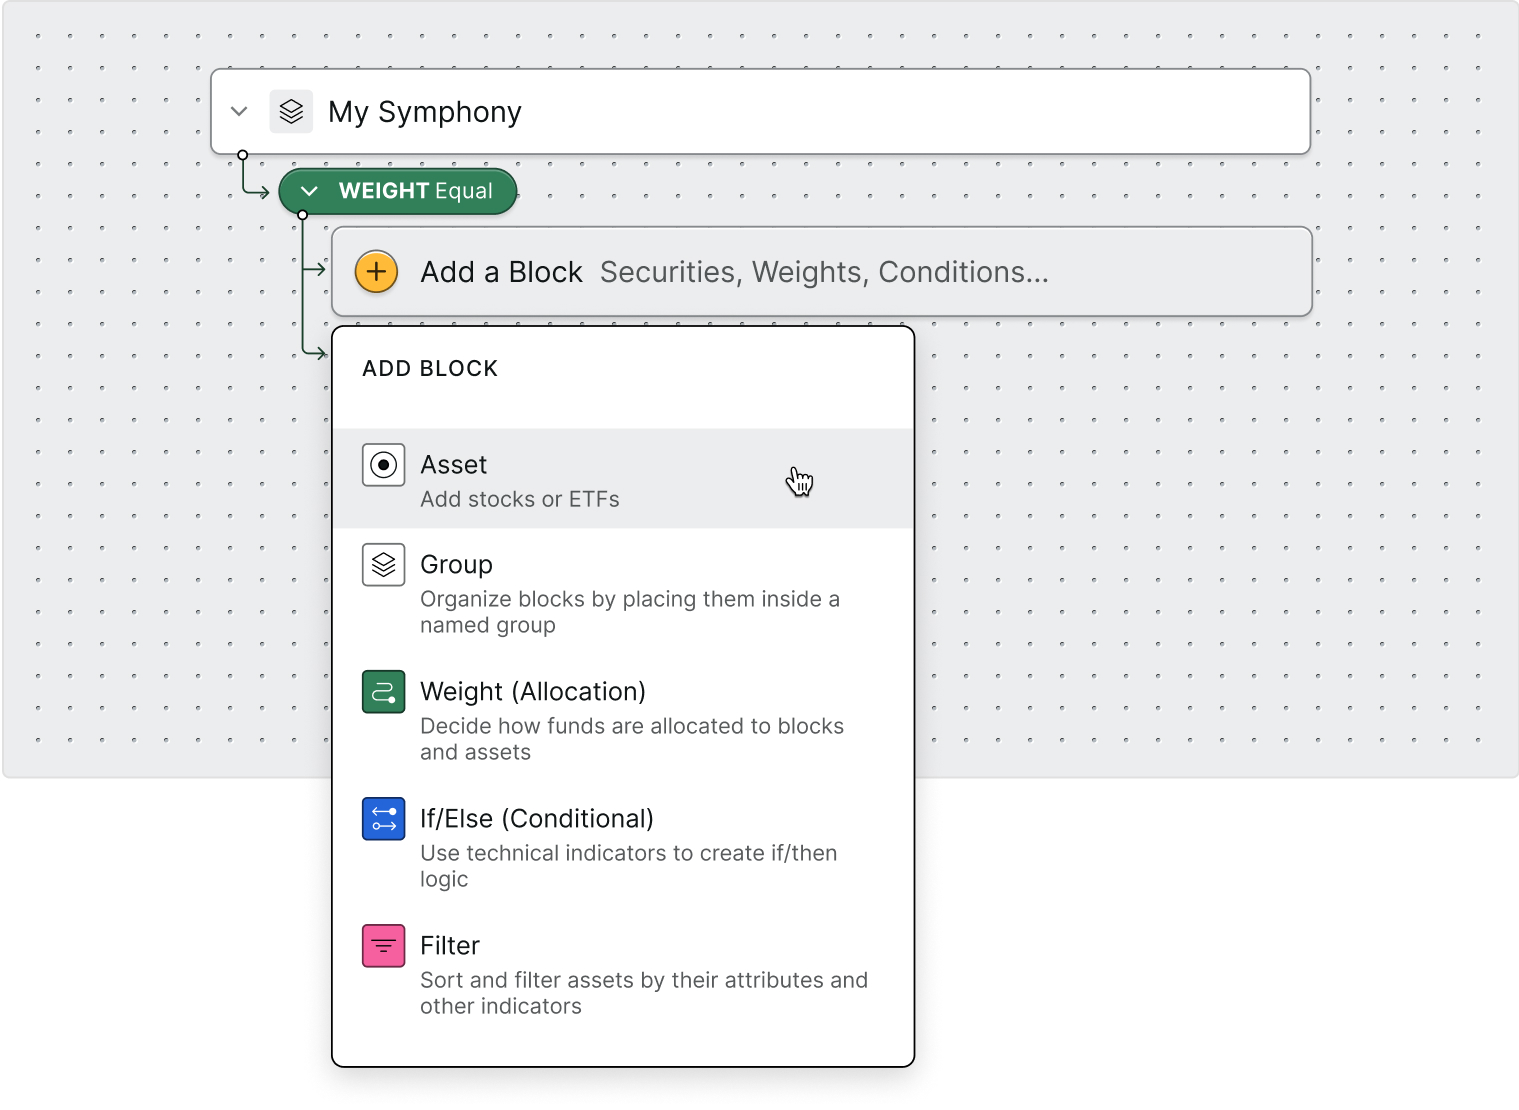 My Symphony
WEIGHT Equal
Add a Block Securities, Weights, Conditions...
ADD BLOCK
Asset
Add stocks or ETFs
Group
Organize blocks by placing them inside a
named group
Weight (Allocation)
Decide how funds are allocated to blocks
and assets
If/Else (Conditional)
Use technical indicators to create if/then
logic
Filter
Sort and filter assets by their attributes and
other indicators